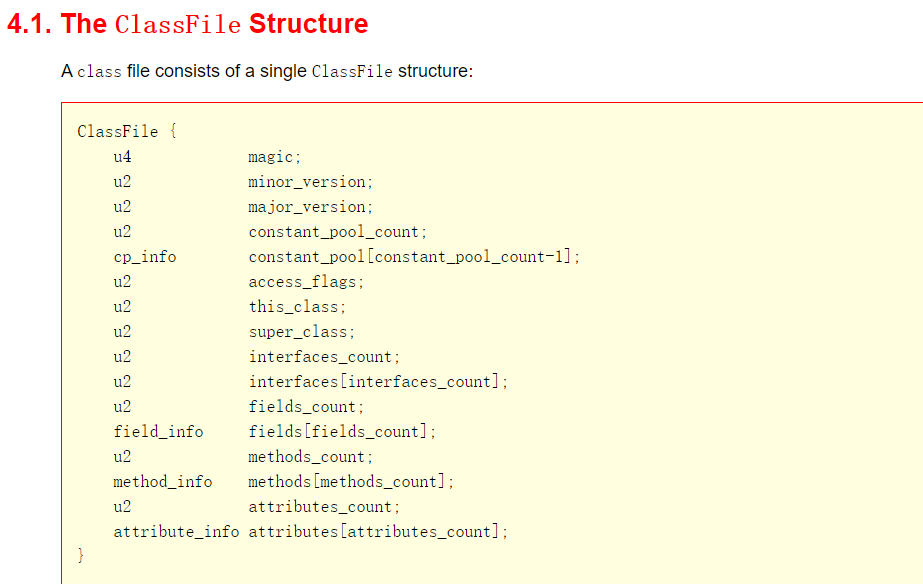 4.1. The ClassFile Structure
A class file consists of a single ClassFile structure:
ClassFile {
u4 magic;
u2 minor_version;
u2 major_version;
u2 constant_pool_count;
cp_info constant_pool[constant_pool_count-1];
u2 access_flags;
u2 this_class;
u2 super_class;
u2 interfaces_count;
u2 interfaces[interfaces_count];
u2 fields_count;
field_info fields[fields_count];
u2 methods_count;
method_info methods[methods_count];
u2 attributes_count;
attribute_info attributes[attributes_count];
}